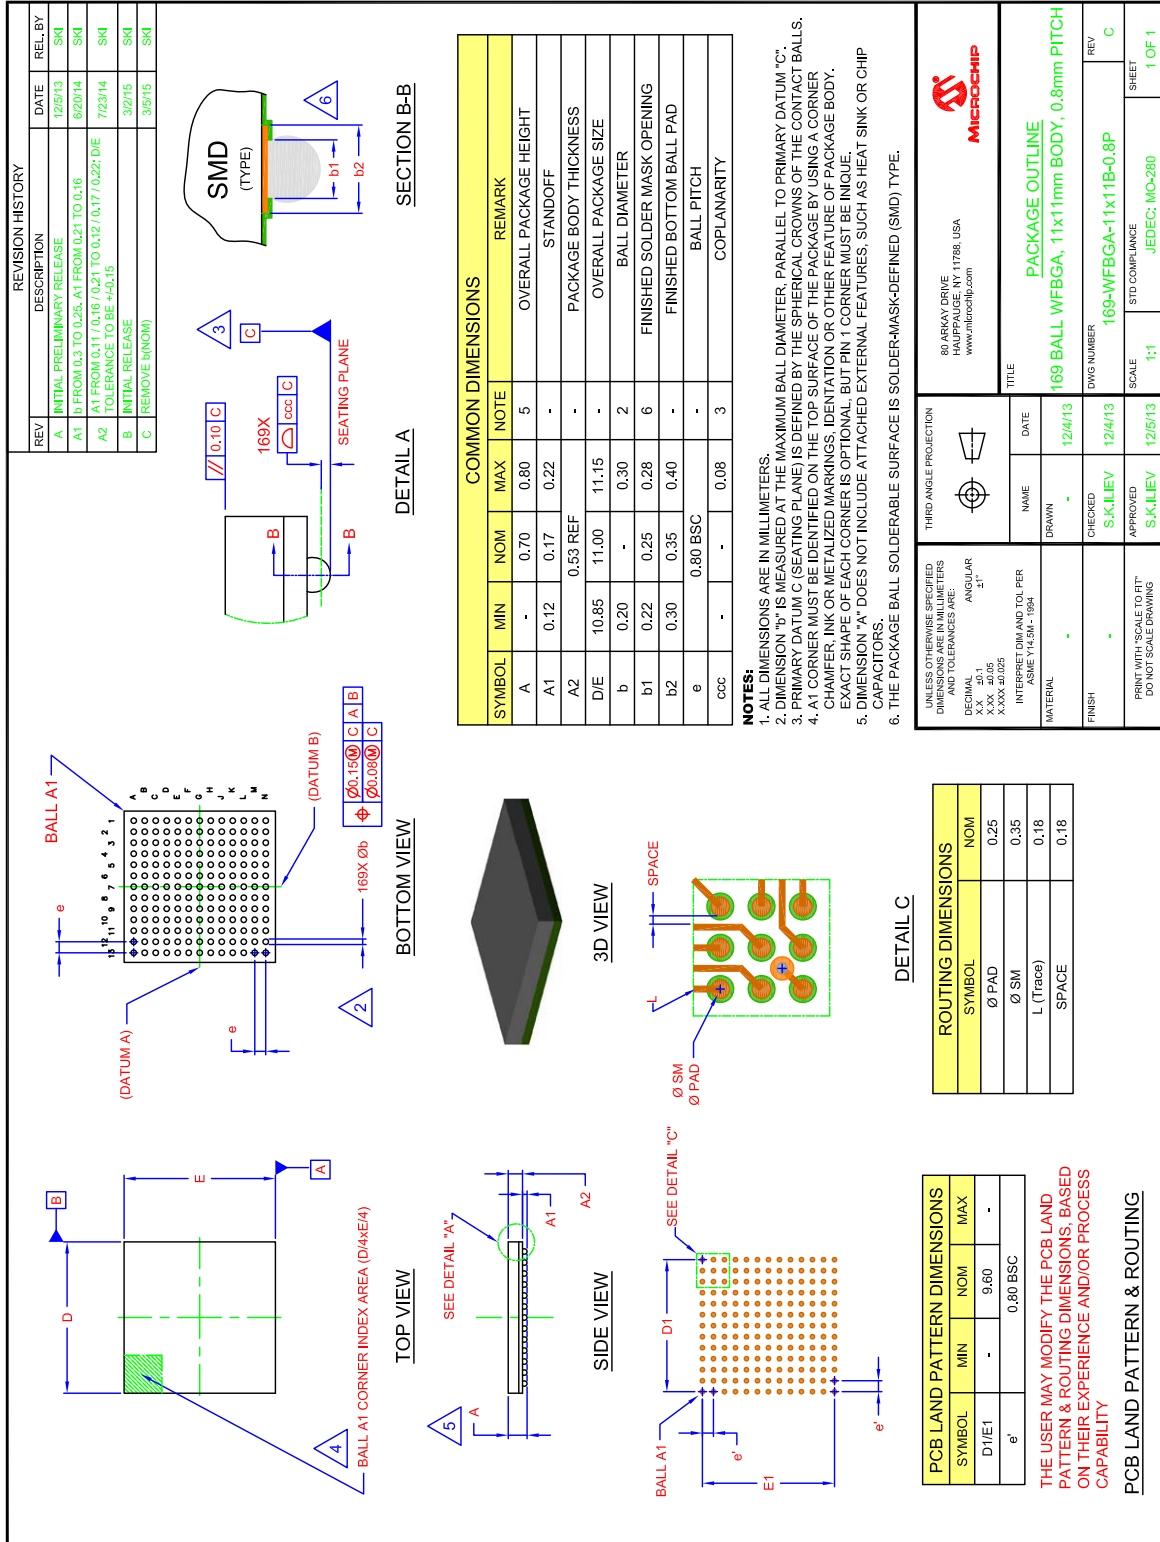 REVISION HISTORY
REV DESCRIPTION DATE REL. BY
A INITIAL PRELIMINARY RELEASE 12/5/13 SKI
A1 b FROM 0.3 TO 0.25. A1 FROM 0.21 TO 0.16 6/20/14 SKI
A2 A1 FROM 0.11 / 0.16 / 0.21 TO 0.12 / 0.17 / 0.22; D/E TOLERANCE TO BE +/-0.15 7/23/14 SKI
B INITIAL RELEASE 3/2/15 SKI
C REMOVE b(NOM) 3/5/15 SKI
D
B
E
A
4
BALL A1 CORNER INDEX AREA (D/4xE/4)
TOP VIEW
(DATUM A)
e
BALL A1
13 12 11 10 9 8 7 6 5 4 3 2 1
A
B
C
D
E
F
G
H
J
K
L
M
N
e
2
169X Øb
(DATUM B)
Ø0.15 M C A B
Ø0.08 M C
BOTTOM VIEW
// 0.10 C
169X
ccc C
B
B
C
3
SEATING PLANE
DETAIL A
SMD
(TYPE)
b1
b2
6
SECTION B-B
5
A
SEE DETAIL "A"
A1
A2
SIDE VIEW
3D VIEW
COMMON DIMENSIONS
SYMBOL MIN NOM MAX NOTE REMARK
A - 0.70 0.80 5 OVERALL PACKAGE HEIGHT
A1 0.12 0.17 0.22 - STANDOFF
A2 0.53 REF - PACKAGE BODY THICKNESS
D/E 10.85 11.00 11.15 - OVERALL PACKAGE SIZE
b 0.20 - 0.30 2 BALL DIAMETER
b1 0.22 0.25 0.28 6 FINISHED SOLDER MASK OPENING
b2 0.30 0.35 0.40 - FINISHED BOTTOM BALL PAD
e 0.80 BSC - BALL PITCH
ccc - - 0.08 3 COPLANARITY
NOTES:
1. ALL DIMENSIONS ARE IN MILLIMETERS.
2. DIMENSION "b" IS MEASURED AT THE MAXIMUM BALL DIAMETER, PARALLEL TO PRIMARY DATUM "C".
3. PRIMARY DATUM C (SEATING PLANE) IS DEFINED BY THE SPHERICAL CROWNS OF THE CONTACT BALLS.
4. A1 CORNER MUST BE IDENTIFIED ON THE TOP SURFACE OF THE PACKAGE BY USING A CORNER
CHAMFER, INK OR METALIZED MARKINGS, IDENTATION OR OTHER FEATURE OF PACKAGE BODY.
EXACT SHAPE OF EACH CORNER IS OPTIONAL, BUT PIN 1 CORNER MUST BE INIQUE.
5. DIMENSION "A" DOES NOT INCLUDE ATTACHED EXTERNAL FEATURES, SUCH AS HEAT SINK OR CHIP
CAPACITORS.
6. THE PACKAGE BALL SOLDERABLE SURFACE IS SOLDER-MASK-DEFINED (SMD) TYPE.
BALL A1
D1
SEE DETAIL "C"
e'
E1
e'
L
SPACE
Ø SM
Ø PAD
DETAIL C
PCB LAND PATTERN DIMENSIONS
SYMBOL MIN NOM MAX
D1/E1 - 9.60 -
e' 0.80 BSC
THE USER MAY MODIFY THE PCB LAND
PATTERN & ROUTING DIMENSIONS, BASED
ON THEIR EXPERIENCE AND/OR PROCESS
CAPABILITY
PCB LAND PATTERN & ROUTING
ROUTING DIMENSIONS
SYMBOL NOM
Ø PAD 0.25
Ø SM 0.35
L (Trace) 0.18
SPACE 0.18
UNLESS OTHERWISE SPECIFIED
DIMENSIONS ARE IN MILLIMETERS
AND TOLERANCES ARE:
DECIMAL ANGULAR
X.X ±0.1 ±1°
X.XX ±0.05
X.XXX ±0.025
INTERPRET DIM AND TOL PER
ASME Y14.5M - 1994
MATERIAL
-
FINISH
-
PRINT WITH "SCALE TO FIT"
DO NOT SCALE DRAWING
THIRD ANGLE PROJECTION
NAME DATE
DRAWN
- 12/4/13
CHECKED
S.K.ILIEV 12/4/13
APPROVED
S.K.ILIEV 12/5/13
80 ARKAY DRIVE
HAUPPAUGE, NY 11788, USA
www.microchip.com
MICROCHIP
TITLE
PACKAGE OUTLINE
169 BALL WFBGA, 11x11mm BODY, 0.8mm PITCH
DWG NUMBER
169-WFBGA-11x11B-0.8P
REV
C
SCALE
1:1
STD COMPLIANCE
JEDEC: MO-280
SHEET
1 OF 1